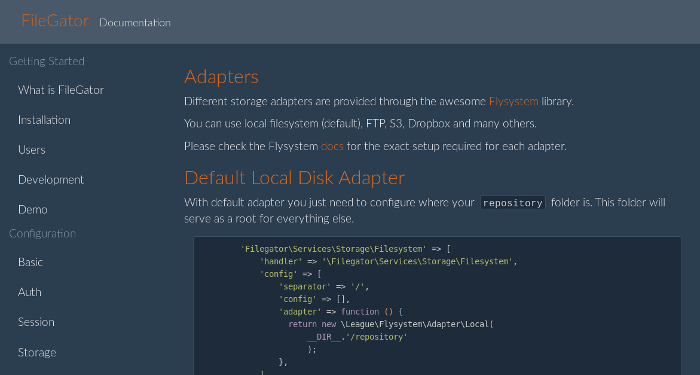 FileGator Documentation
Getting Started
What is FileGator
Installation
Users
Development
Demo
Configuration
Basic
Auth
Session
Storage
Adapters
Different storage adapters are provided through the awesome Flysystem library.
You can use local filesystem (default), FTP, S3, Dropbox and many others.
Please check the Flysystem docs for the exact setup required for each adapter.
Default Local Disk Adapter
With default adapter you just need to configure where your repository folder is. This folder will
serve as a root for everything else.
'Filegator\Services\Storage\Filesystem' => [
'handler' => '\Filegator\Services\Storage\Filesystem',
'config' => [
'separator' => '/',
'config' => [],
'adapter' => function () {
return new \League\Flysystem\Adapter\Local(
__DIR__.'/repository'
);
},
]